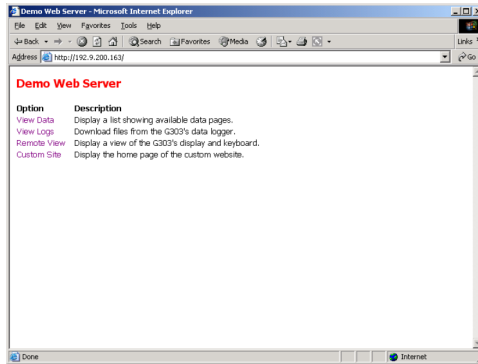 Demo Web Server - Microsoft Internet Explorer
File Edit View Favorites Tools Help
Back Search Favorites Media Links
Address http://192.9.200.163/ Go
Demo Web Server
Option Description
View Data Display a list showing available data pages.
View Logs Download files from the G303's data logger.
Remote View Display a view of the G303's display and keyboard.
Custom Site Display the home page of the custom website.
Done Internet